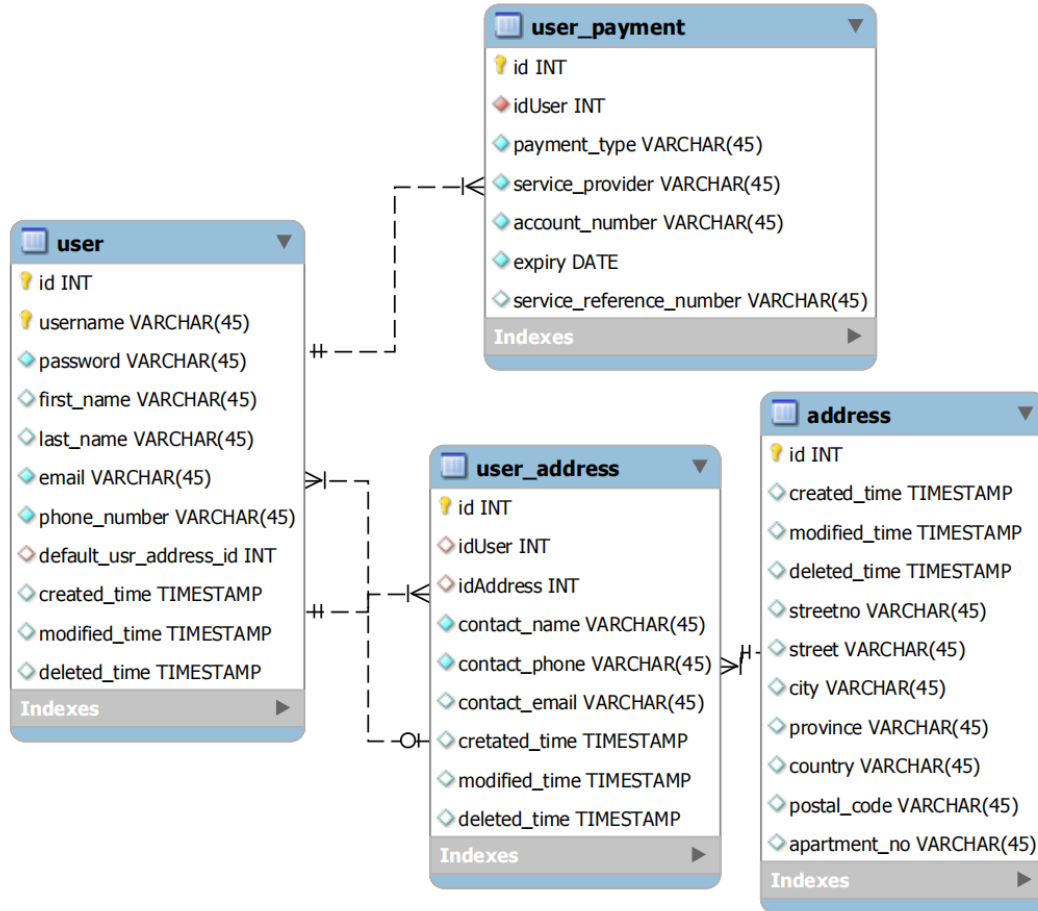 user_payment
id INT
idUser INT
payment_type VARCHAR(45)
service_provider VARCHAR(45)
account_number VARCHAR(45)
expiry DATE
service_reference_number VARCHAR(45)
Indexes
user
id INT
username VARCHAR(45)
password VARCHAR(45)
first_name VARCHAR(45)
last_name VARCHAR(45)
email VARCHAR(45)
phone_number VARCHAR(45)
default_usr_address_id INT
created_time TIMESTAMP
modified_time TIMESTAMP
deleted_time TIMESTAMP
Indexes
user_address
id INT
idUser INT
idAddress INT
contact_name VARCHAR(45)
contact_phone VARCHAR(45)
contact_email VARCHAR(45)
cretated_time TIMESTAMP
modified_time TIMESTAMP
deleted_time TIMESTAMP
Indexes
address
id INT
created_time TIMESTAMP
modified_time TIMESTAMP
deleted_time TIMESTAMP
streetno VARCHAR(45)
street VARCHAR(45)
city VARCHAR(45)
province VARCHAR(45)
country VARCHAR(45)
postal_code VARCHAR(45)
apartment_no VARCHAR(45)
Indexes